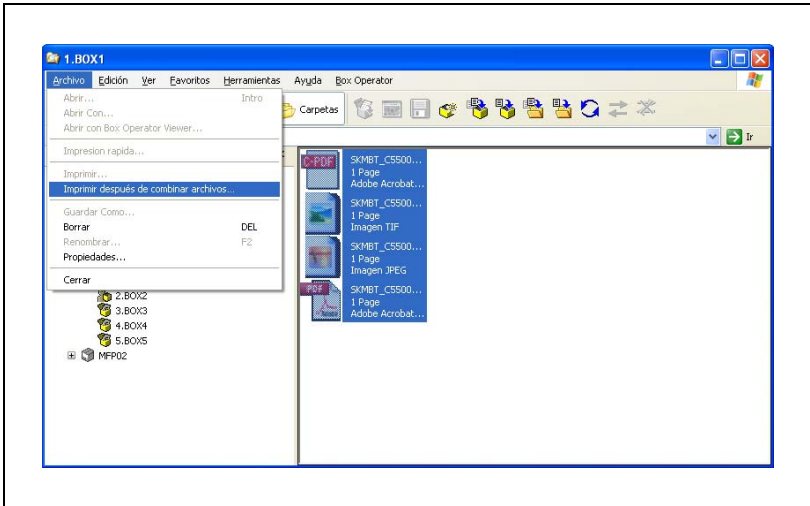 1.BOX1
Archivo Edición Ver Favoritos Herramientas Ayuda Box Operator
Abrir... Intro
Abrir Con...
Abrir con Box Operator Viewer...
Impresion rapida...
Imprimir...
Imprimir después de combinar archivos...
Guardar Como...
Borrar DEL
Renombrar... F2
Propiedades...
Cerrar
Carpetas
Ir
2.BOX2
3.BOX3
4.BOX4
5.BOX5
MFP02
C-PDF
SKMBT_C5500...
1 Page
Adobe Acrobat...
SKMBT_C5500...
1 Page
Imagen TIF
SKMBT_C5500...
1 Page
Imagen JPEG
PDF
SKMBT_C5500...
1 Page
Adobe Acrobat...